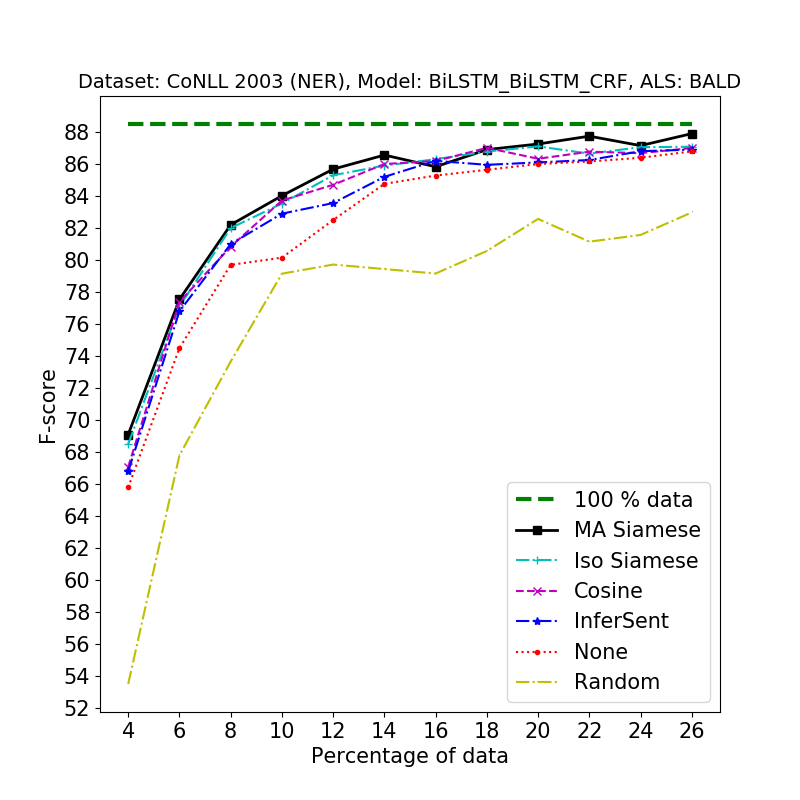 Dataset: CoNLL 2003 (NER), Model: BiLSTM_BiLSTM_CRF, ALS: BALD
88
86
84
82
80
78
76
74
72
70
68
66
64
62
60
58
56
54
52
F-score
100 % data
MA Siamese
Iso Siamese
Cosine
InferSent
None
Random
4 6 8 10 12 14 16 18 20 22 24 26
Percentage of data